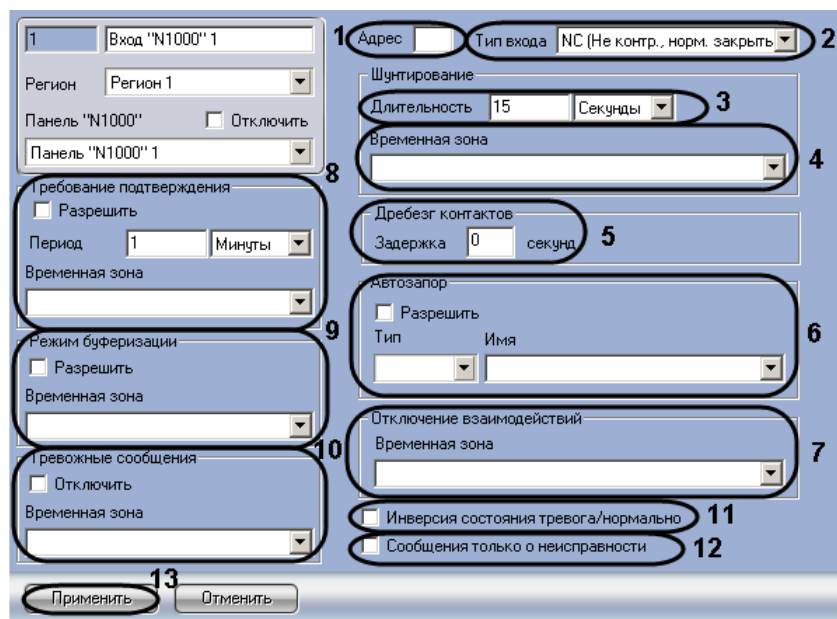 1
Вход "N1000" 1
Регион
Регион 1
Панель "N1000"
Отключить
Панель "N1000" 1
8
Требование подтверждения
Разрешить
Период
1
Минуты
Временная зона
9
Режим буферизации
Разрешить
Временная зона
10
Тревожные сообщения
Отключить
Временная зона
1
Адрес
Тип входа
NC (Не контр., норм. закрыть
2
Шунтирование
Длительность
15
Секунды
3
Временная зона
4
Дребезг контактов
Задержка
0
секунд
5
Автозапор
Разрешить
Тип
Имя
6
Отключение взаимодействий
Временная зона
7
Инверсия состояния тревога/нормально
11
Сообщения только о неисправности
12
13
Применить
Отменить